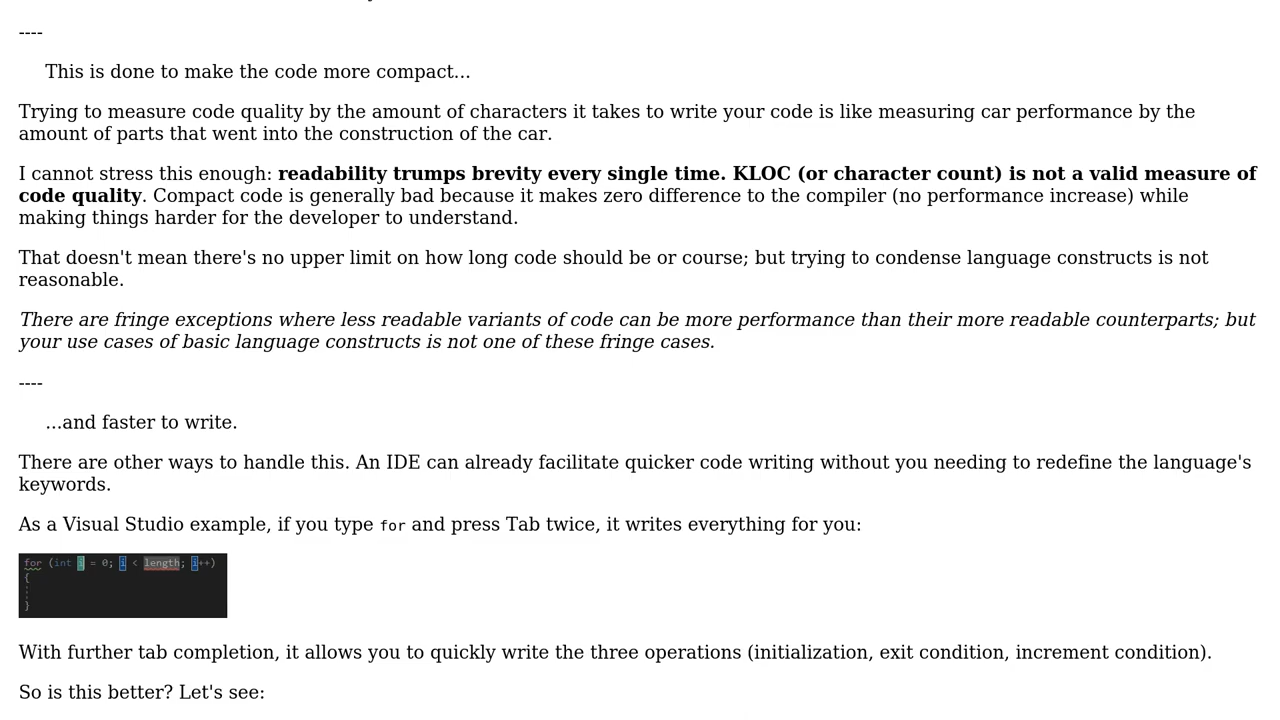 ----
This is done to make the code more compact...
Trying to measure code quality by the amount of characters it takes to write your code is like measuring car performance by the
amount of parts that went into the construction of the car.
I cannot stress this enough: readability trumps brevity every single time. KLOC (or character count) is not a valid measure of
code quality. Compact code is generally bad because it makes zero difference to the compiler (no performance increase) while
making things harder for the developer to understand.
That doesn't mean there's no upper limit on how long code should be or course; but trying to condense language constructs is not
reasonable.
There are fringe exceptions where less readable variants of code can be more performance than their more readable counterparts; but
your use cases of basic language constructs is not one of these fringe cases.
----
...and faster to write.
There are other ways to handle this. An IDE can already facilitate quicker code writing without you needing to redefine the language's
keywords.
As a Visual Studio example, if you type for and press Tab twice, it writes everything for you:
for (int i = 0; i < length; i++)
{
}
With further tab completion, it allows you to quickly write the three operations (initialization, exit condition, increment condition).
So is this better? Let's see: